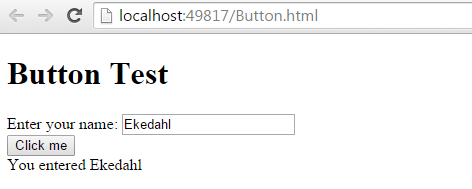 localhost:49817/Button.html
Button Test
Enter your name: Ekedahl
Click me
You entered Ekedahl